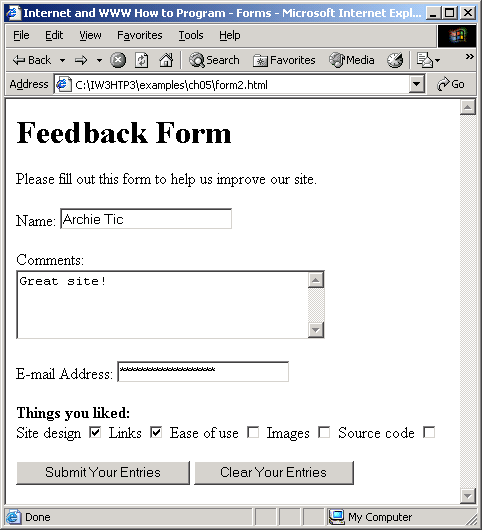 Internet and WWW How to Program - Forms - Microsoft Internet Expl...
File Edit View Favorites Tools Help
Back Search Favorites Media »
Address C:\IW3HTP3\examples\ch05\form2.html Go
Feedback Form
Please fill out this form to help us improve our site.
Name: Archie Tic
Comments:
Great site!
E-mail Address: ******************
Things you liked:
Site design Links Ease of use Images Source code
Submit Your Entries Clear Your Entries
Done My Computer